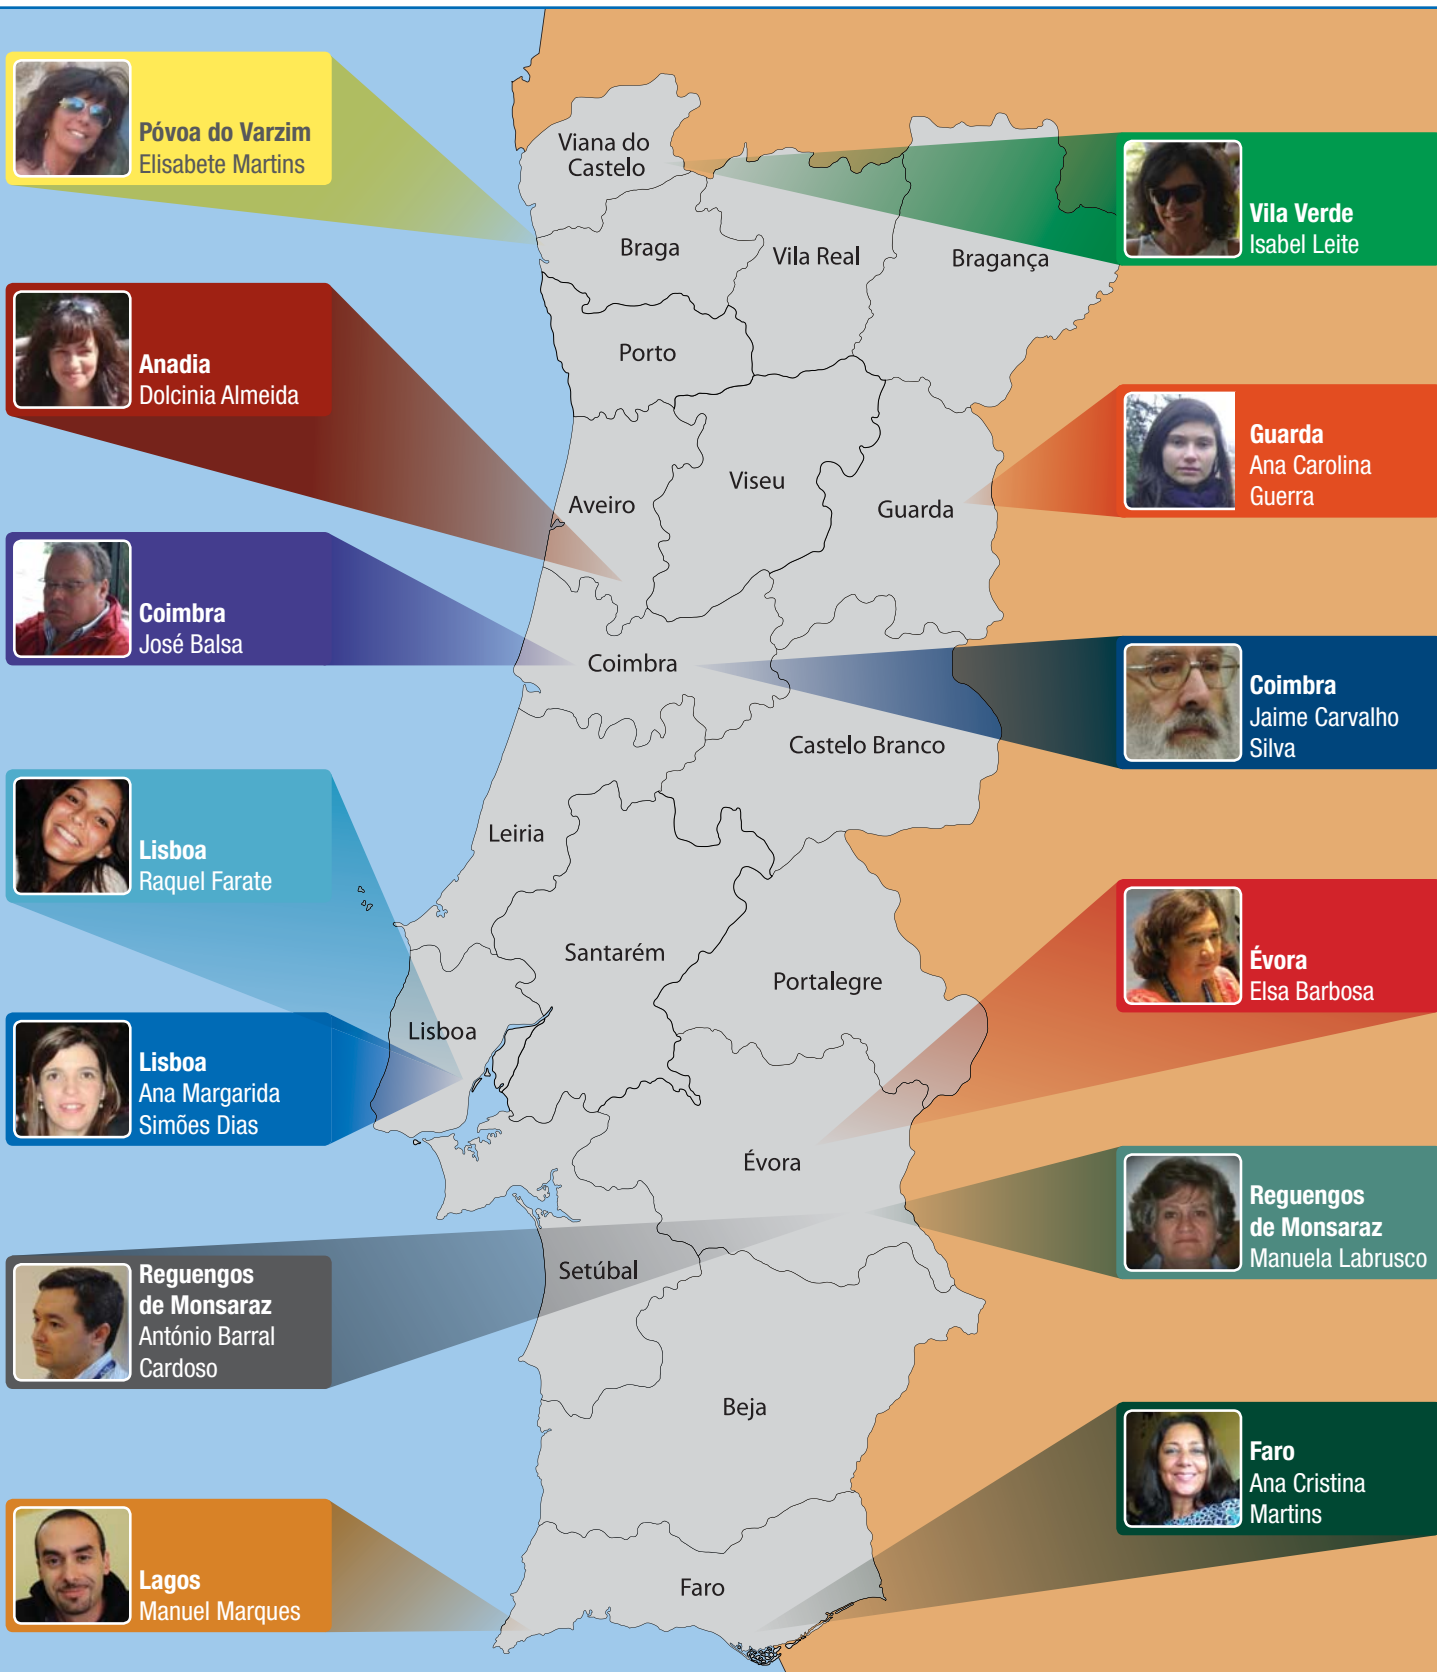 Póvoa do Varzim
Elisabete Martins
Anadia
Dolcinia Almeida
Coimbra
José Balsa
Lisboa
Raquel Farate
Lisboa
Ana Margarida
Simões Dias
Reguengos
de Monsaraz
António Barral
Cardoso
Lagos
Manuel Marques
Viana do
Castelo
Braga
Vila Real
Bragança
Porto
Aveiro
Viseu
Guarda
Coimbra
Castelo Branco
Leiria
Santarém
Portalegre
Lisboa
Évora
Setúbal
Beja
Faro
Vila Verde
Isabel Leite
Guarda
Ana Carolina
Guerra
Coimbra
Jaime Carvalho
Silva
Évora
Elsa Barbosa
Reguengos
de Monsaraz
Manuela Labrusco
Faro
Ana Cristina
Martins